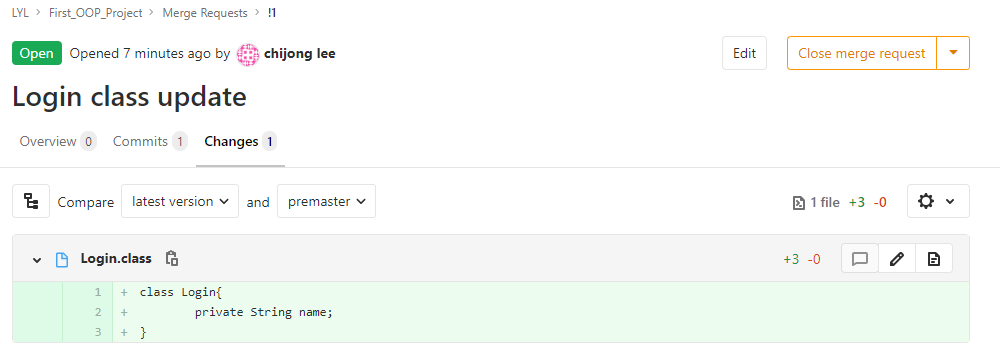 LYL > First_OOP_Project > Merge Requests > !1
Open Opened 7 minutes ago by chijong lee Edit Close merge request
Login class update
Overview 0 Commits 1 Changes 1
Compare latest version and premaster 1 file +3 -0
Login.class +3 -0
1 + class Login{
2 + private String name;
3 + }